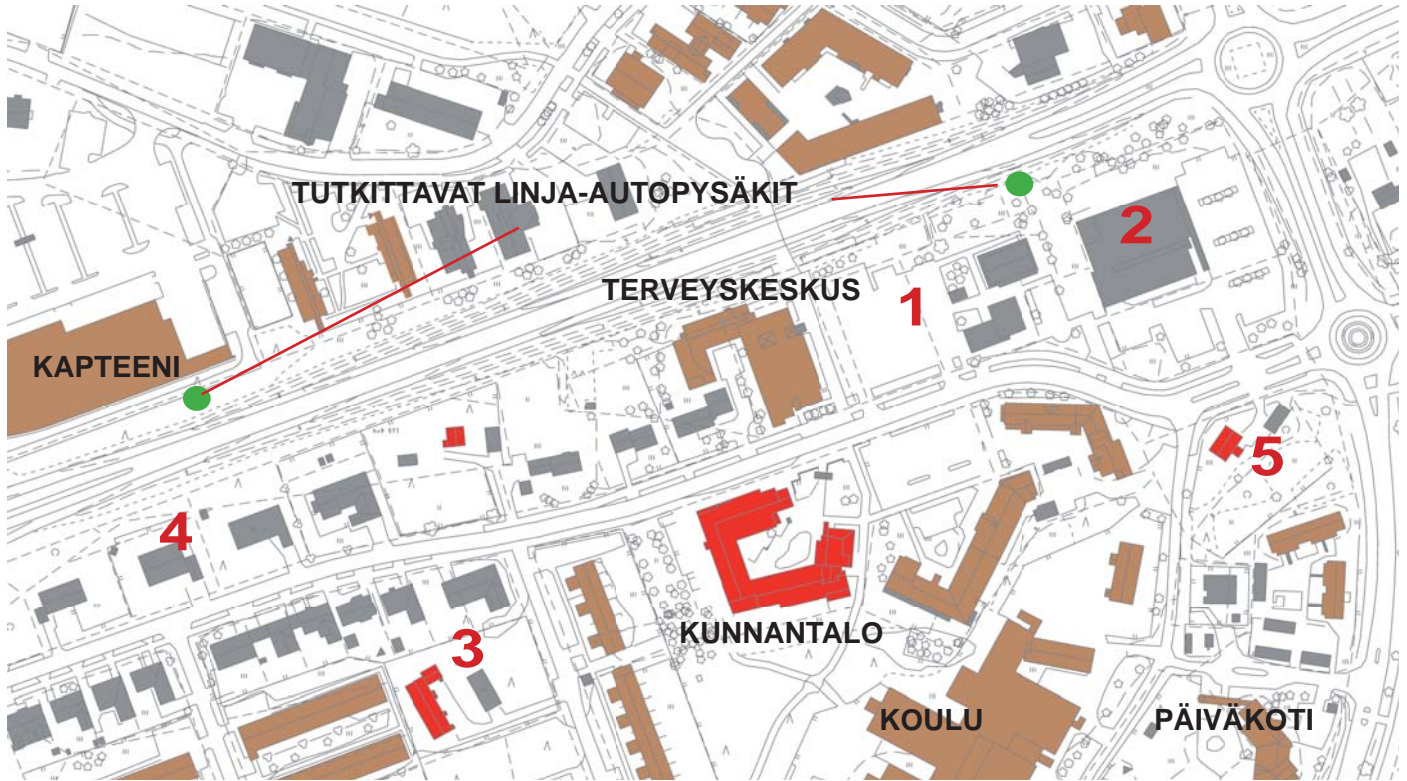 TUTKITTAVAT LINJA-AUTOPYSÄKIT
2
TERVEYSKESKUS
1
KAPTEENI
5
4
KUNNANTALO
3
KOULU
PÄIVÄKOTI